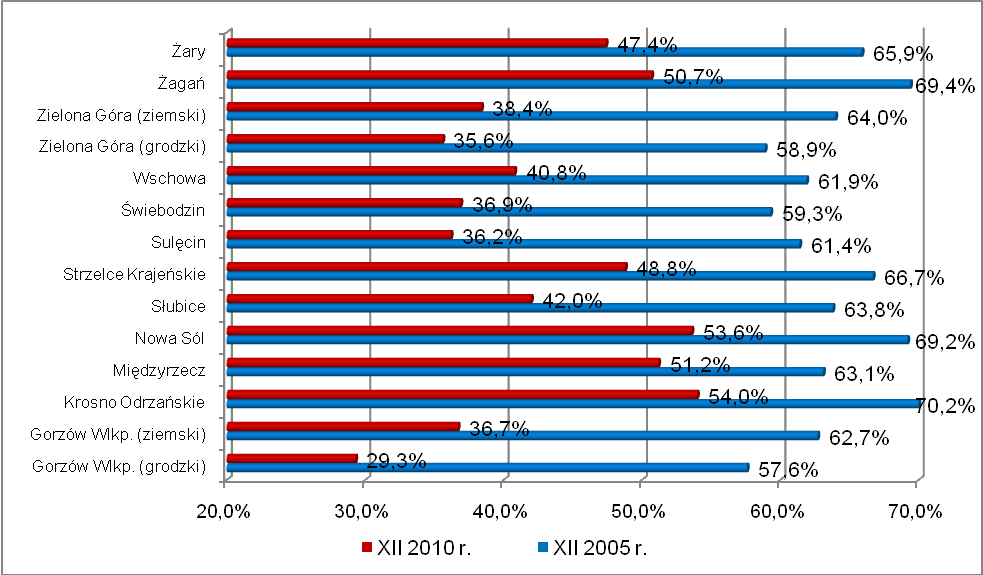 Żary 47,4% 65,9%
Żagań 50,7% 69,4%
Zielona Góra (ziemski) 38,4% 64,0%
Zielona Góra (grodzki) 35,6% 58,9%
Wschowa 40,8% 61,9%
Świebodzin 36,9% 59,3%
Sulęcin 36,2% 61,4%
Strzelce Krajeńskie 48,8% 66,7%
Słubice 42,0% 63,8%
Nowa Sól 53,6% 69,2%
Międzyrzecz 51,2% 63,1%
Krosno Odrzańskie 54,0% 70,2%
Gorzów Wlkp. (ziemski) 36,7% 62,7%
Gorzów Wlkp. (grodzki) 29,3% 57,6%
20,0% 30,0% 40,0% 50,0% 60,0% 70,0%
XII 2010 r. XII 2005 r.